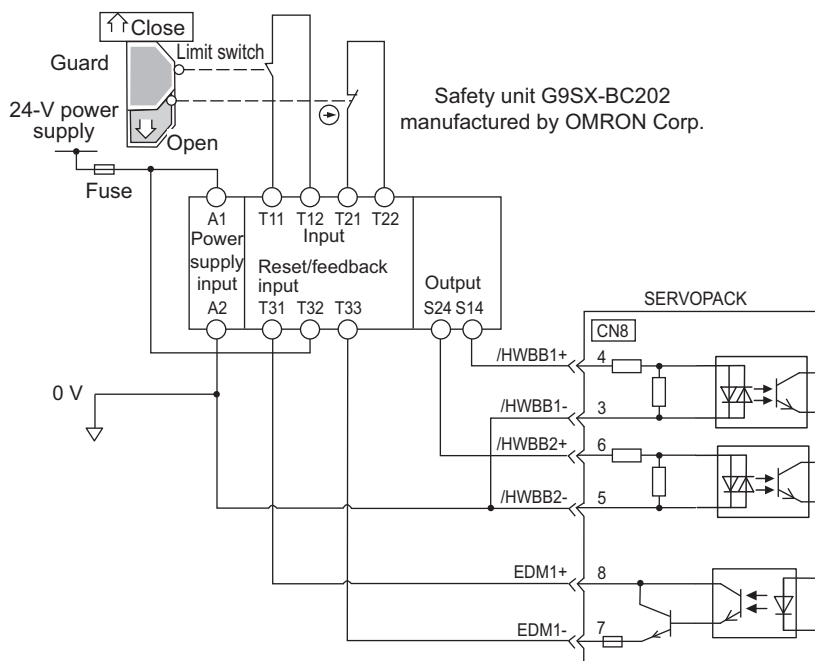 Close
Limit switch
Guard
24-V power
supply
Open
Fuse
Safety unit G9SX-BC202
manufactured by OMRON Corp.
A1 T11 T12 T21 T22
Power
supply
input
Input
Reset/feedback
input
Output
A2 T31 T32 T33 S24 S14
SERVOPACK
CN8
/HWBB1+ 4
0 V
/HWBB1- 3
/HWBB2+ 6
/HWBB2- 5
EDM1+ 8
EDM1- 7